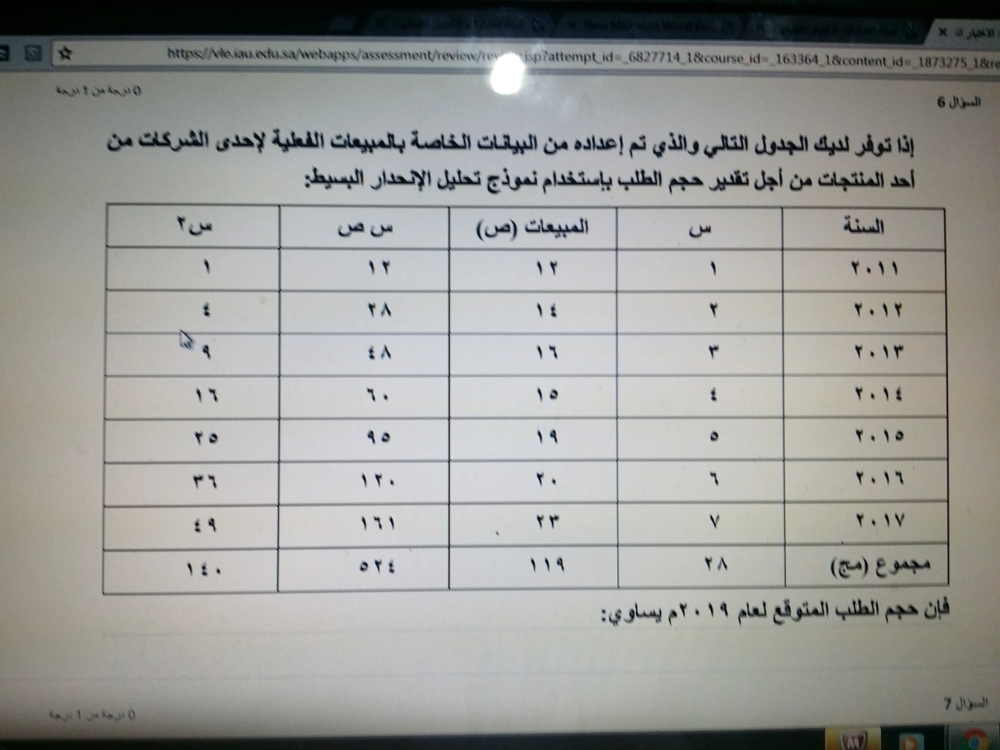 New Microsoft Word D
https://vle.iau.edu.sa/webapps/assessment/review/re
.jsp?attempt_id=_6827714_1&course_id=_163364_1&content_id=_1873275_1&re
السؤال 6
0 درجة من 1 درجة
إذا توفر لديك الجدول التالي والذي تم إعداده من البيانات الخاصة بالمبيعات الفعلية لإحدى الشركات من
أحد المنتجات من أجل تقدير حجم الطلب بإستخدام نموذج تحليل الإنحدار البسيط:
السنة س المبيعات (ص) س ص س٢
٢٠١١ ١ ١٢ ١٢ ١
٢٠١٢ ٢ ١٤ ٢٨ ٤
٢٠١٣ ٣ ١٦ ٤٨ ٩
٢٠١٤ ٤ ١٥ ٦٠ ١٦
٢٠١٥ ٥ ١٩ ٩٥ ٢٥
٢٠١٦ ٦ ٢٠ ١٢٠ ٣٦
٢٠١٧ ٧ ٢٣ ١٦١ ٤٩
مجموع (مج) ٢٨ ١١٩ ٥٢٤ ١٤٠
فإن حجم الطلب المتوقع لعام ٢٠١٩م يساوي:
السؤال 7
0 درجة من 1 درجة